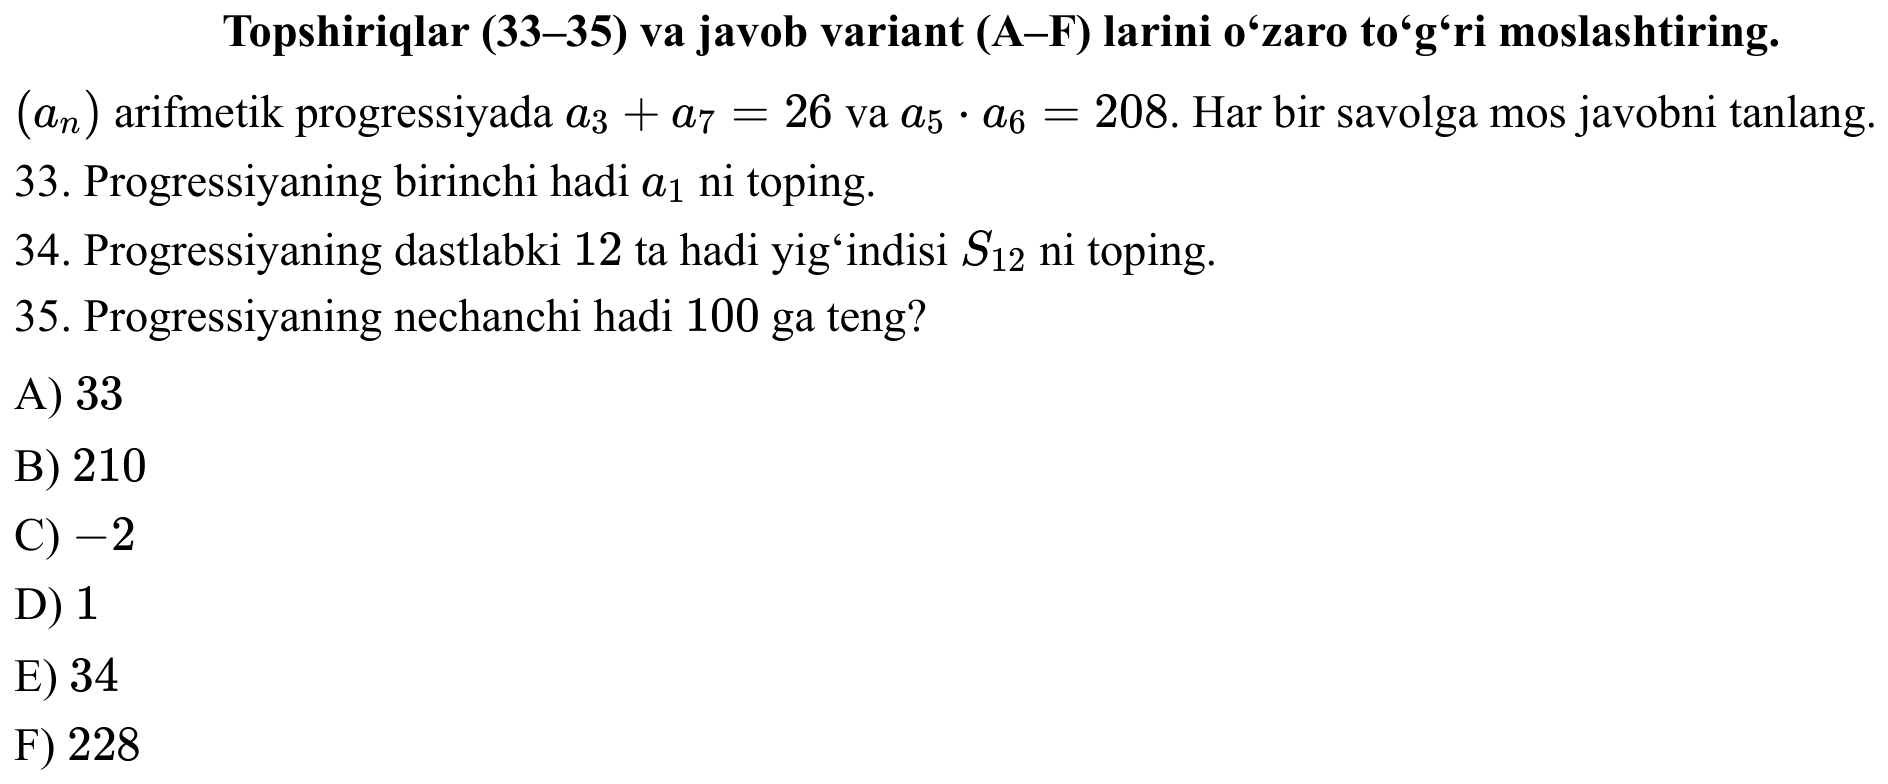 Topshiriqlar (33–35) va javob variant (A–F) larini o‘zaro to‘g‘ri moslashtiring.
(aₙ) arifmetik progressiyada a₃ + a₇ = 26 va a₅ · a₆ = 208. Har bir savolga mos javobni tanlang.
33. Progressiyaning birinchi hadi a₁ ni toping.
34. Progressiyaning dastlabki 12 ta hadi yig‘indisi S₁₂ ni toping.
35. Progressiyaning nechanchi hadi 100 ga teng?
A) 33
B) 210
C) −2
D) 1
E) 34
F) 228